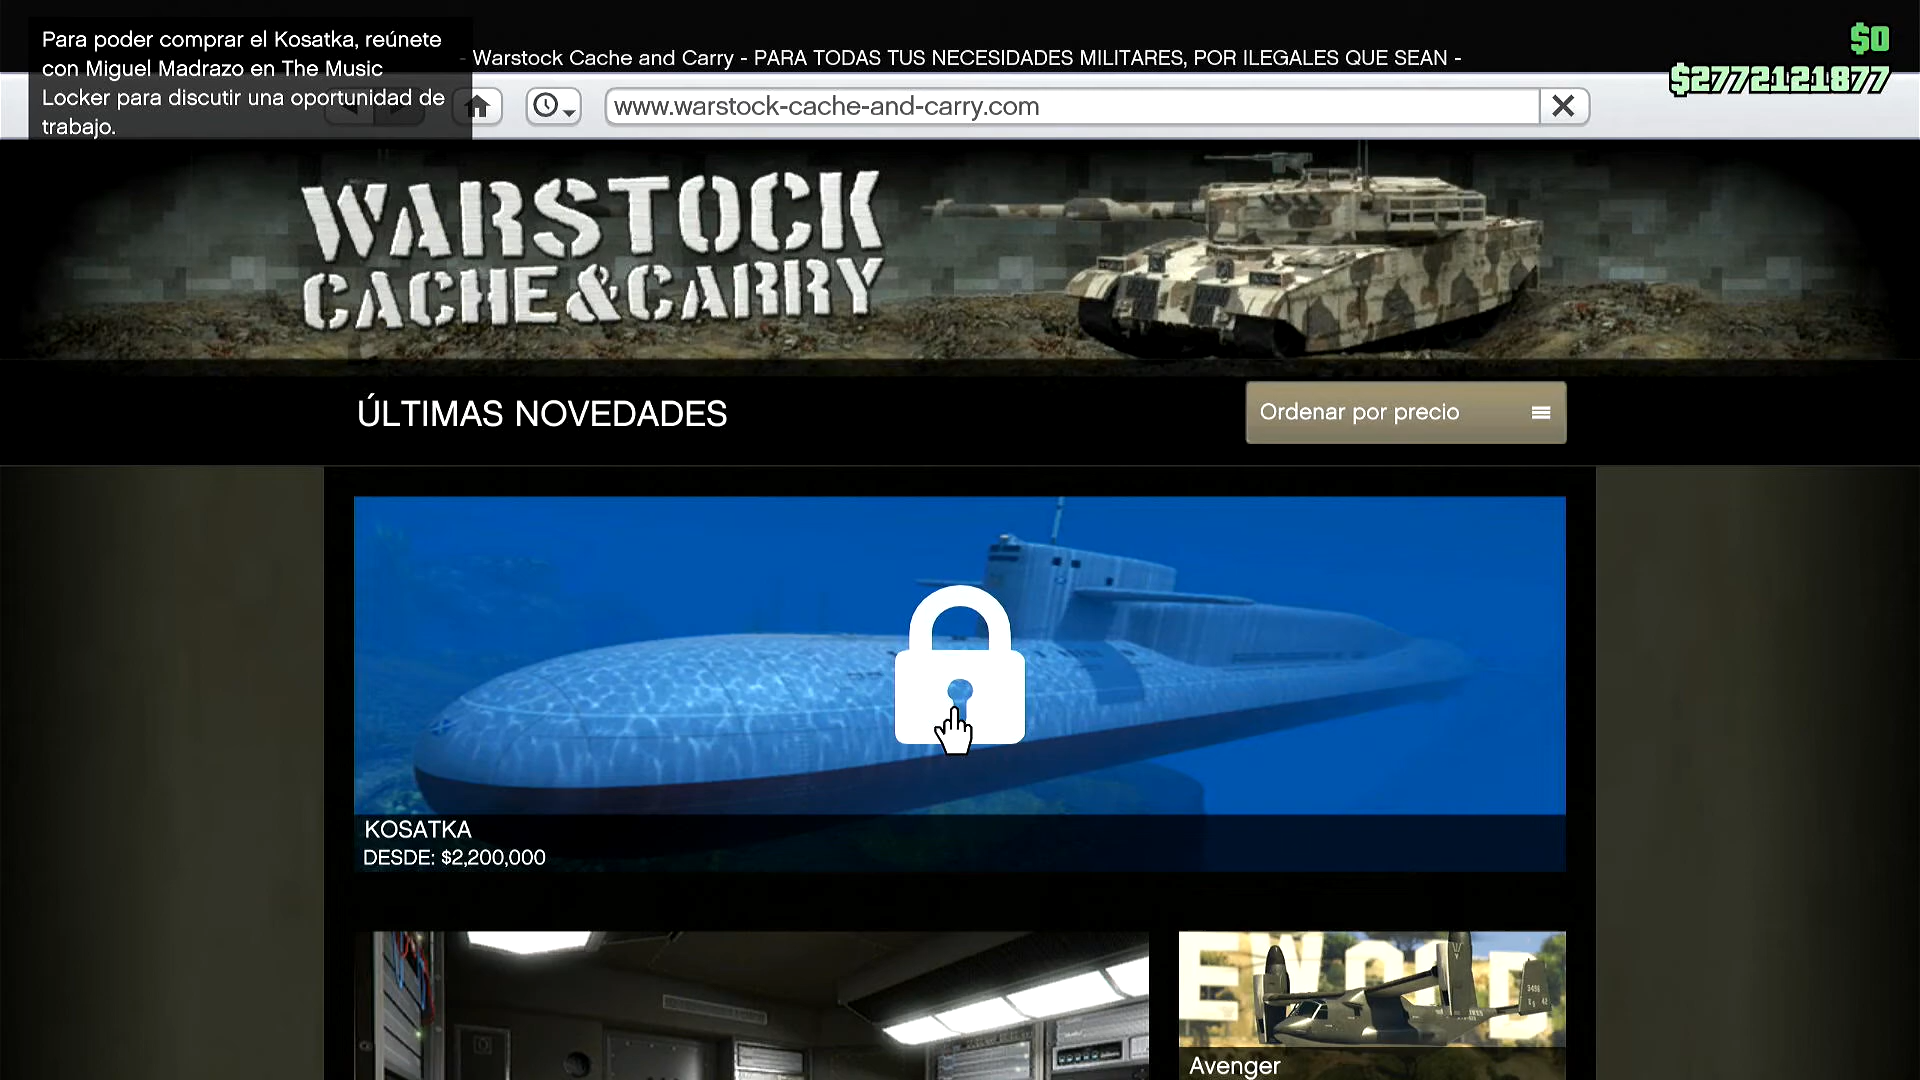 Para poder comprar el Kosatka, reúnete
con Miguel Madrazo en The Music
Locker para discutir una oportunidad de
trabajo.
- Warstock Cache and Carry - PARA TODAS TUS NECESIDADES MILITARES, POR ILEGALES QUE SEAN -
$0
$2772121877
www.warstock-cache-and-carry.com
WARSTOCK
CACHE & CARRY
ÚLTIMAS NOVEDADES
Ordenar por precio
KOSATKA
DESDE: $2,200,000
Avenger